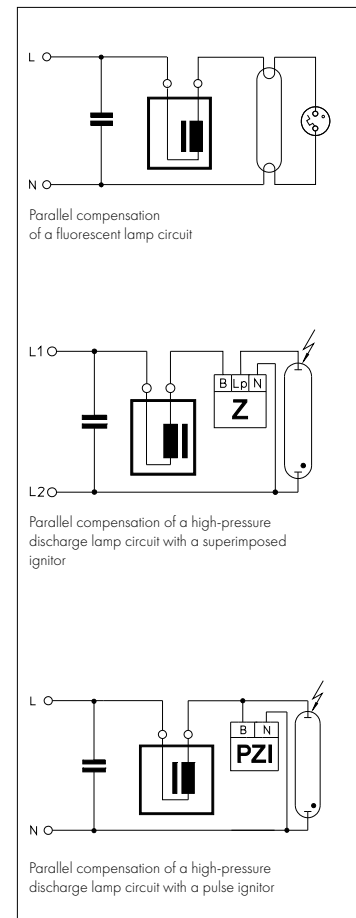 L
N
Parallel compensation
of a fluorescent lamp circuit
L1
B Lp N
Z
L2
Parallel compensation of a high-pressure
discharge lamp circuit with a superimposed
ignitor
L
B N
PZI
N
Parallel compensation of a high-pressure
discharge lamp circuit with a pulse ignitor